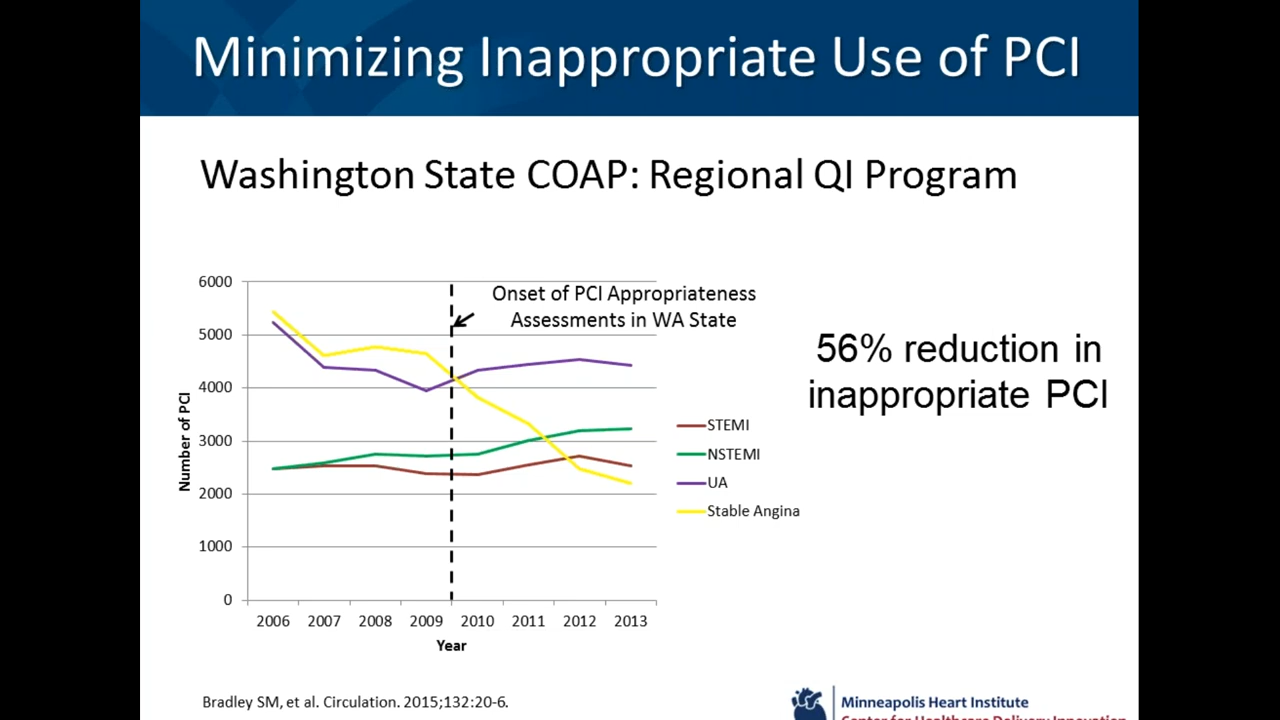 Minimizing Inappropriate Use of PCI
Washington State COAP: Regional QI Program
6000
5000
4000
3000
2000
1000
0
Number of PCI
2006 2007 2008 2009 2010 2011 2012 2013
Year
Onset of PCI Appropriateness
Assessments in WA State
STEMI
NSTEMI
UA
Stable Angina
56% reduction in
inappropriate PCI
Bradley SM, et al. Circulation. 2015;132:20-6.
Minneapolis Heart Institute
Center for Healthcare Delivery Innovation